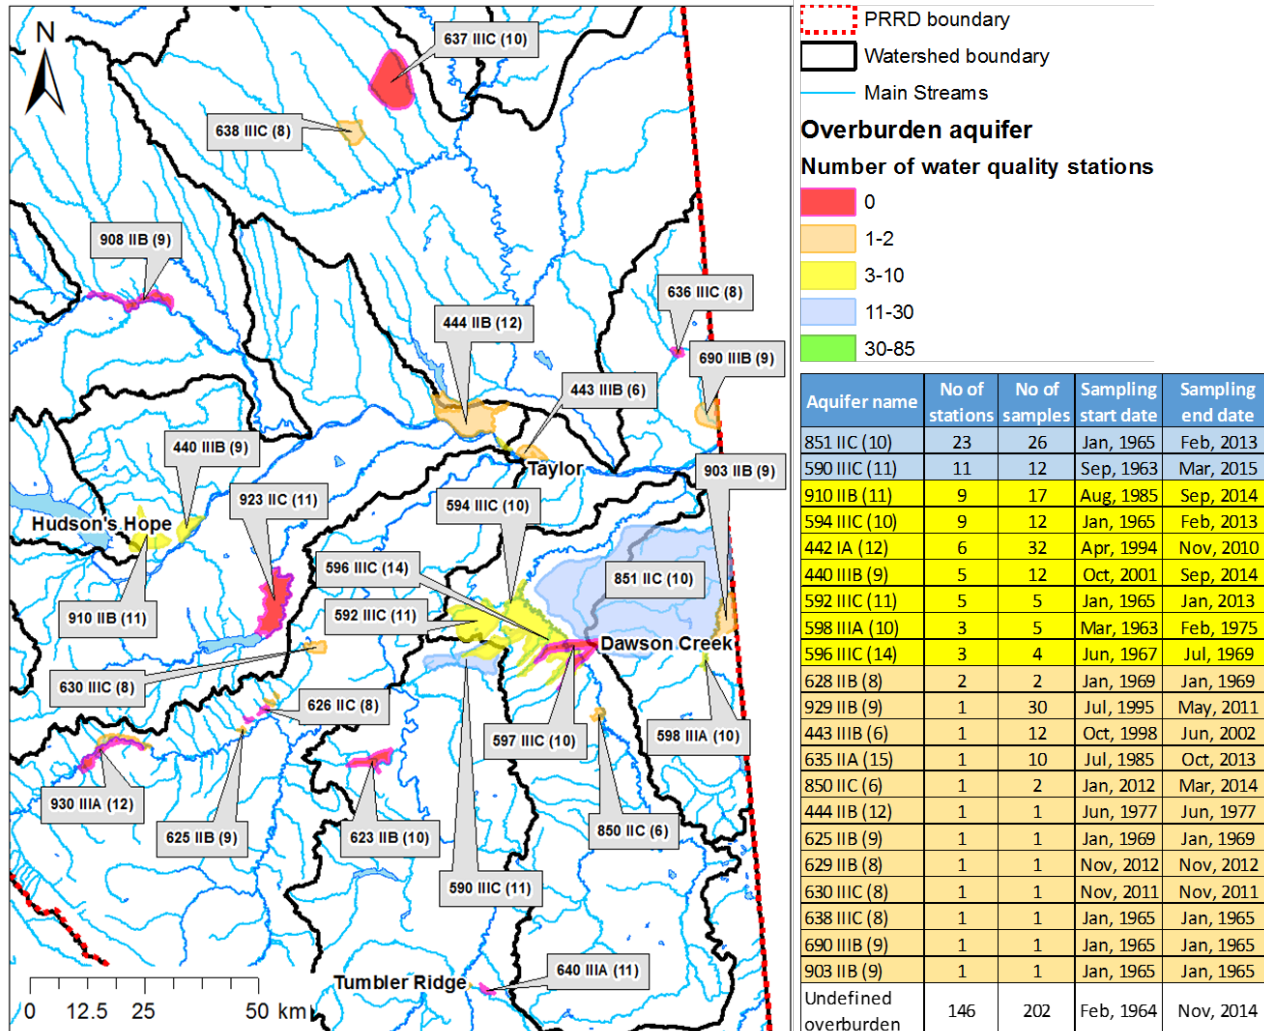 N
637 IIIC (10)
638 IIIC (8)
908 IIB (9)
636 IIIC (8)
444 IIB (12)
690 IIIB (9)
443 IIIB (6)
440 IIIB (9)
Taylor
903 IIB (9)
923 IIC (11)
594 IIIC (10)
Hudson's Hope
596 IIIC (14)
851 IIC (10)
592 IIIC (11)
910 IIB (11)
Dawson Creek
630 IIIC (8)
626 IIC (8)
597 IIIC (10)
598 IIIA (10)
930 IIIA (12)
625 IIB (9)
623 IIB (10)
850 IIC (6)
590 IIIC (11)
640 IIIA (11)
Tumbler Ridge
0 12.5 25 50 km
PRRD boundary
Watershed boundary
Main Streams
Overburden aquifer
Number of water quality stations
0
1-2
3-10
11-30
30-85
Aquifer name No of stations No of samples Sampling start date Sampling end date
851 IIC (10) 23 26 Jan, 1965 Feb, 2013
590 IIIC (11) 11 12 Sep, 1963 Mar, 2015
910 IIB (11) 9 17 Aug, 1985 Sep, 2014
594 IIIC (10) 9 12 Jan, 1965 Feb, 2013
442 IA (12) 6 32 Apr, 1994 Nov, 2010
440 IIIB (9) 5 12 Oct, 2001 Sep, 2014
592 IIIC (11) 5 5 Jan, 1965 Jan, 2013
598 IIIA (10) 3 5 Mar, 1963 Feb, 1975
596 IIIC (14) 3 4 Jun, 1967 Jul, 1969
628 IIB (8) 2 2 Jan, 1969 Jan, 1969
929 IIB (9) 1 30 Jul, 1995 May, 2011
443 IIIB (6) 1 12 Oct, 1998 Jun, 2002
635 IIA (15) 1 10 Jul, 1985 Oct, 2013
850 IIC (6) 1 2 Jan, 2012 Mar, 2014
444 IIB (12) 1 1 Jun, 1977 Jun, 1977
625 IIB (9) 1 1 Jan, 1969 Jan, 1969
629 IIB (8) 1 1 Nov, 2012 Nov, 2012
630 IIIC (8) 1 1 Nov, 2011 Nov, 2011
638 IIIC (8) 1 1 Jan, 1965 Jan, 1965
690 IIIB (9) 1 1 Jan, 1965 Jan, 1965
903 IIB (9) 1 1 Jan, 1965 Jan, 1965
Undefined overburden 146 202 Feb, 1964 Nov, 2014